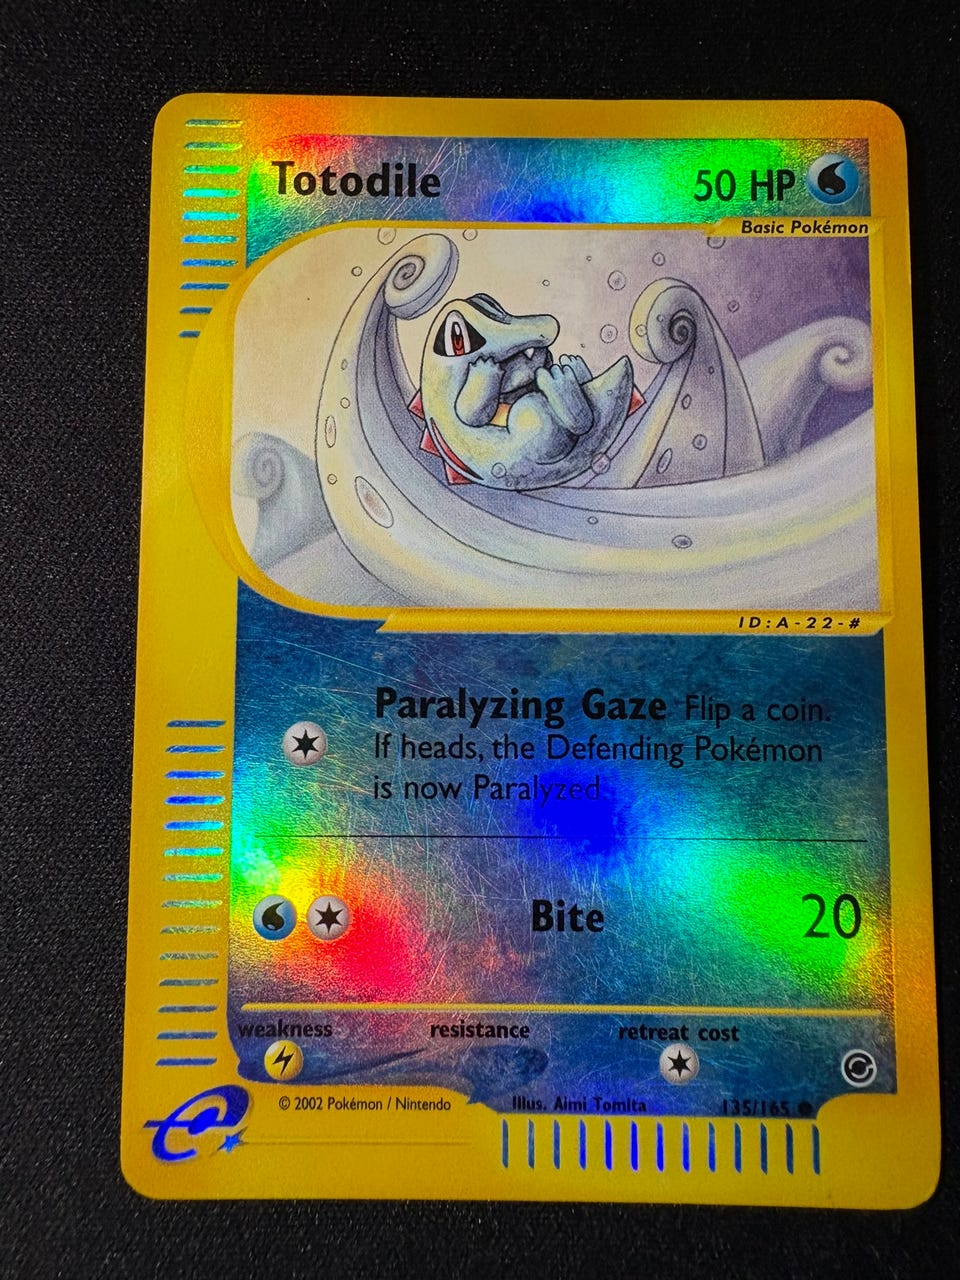 Totodile
50 HP
Basic Pokémon
ID:A-22-#
Paralyzing Gaze Flip a coin.
If heads, the Defending Pokémon
is now Paralyzed.
Bite 20
weakness resistance retreat cost
© 2002 Pokémon / Nintendo
Illus. Aimi Tomita 135/165 ●
e